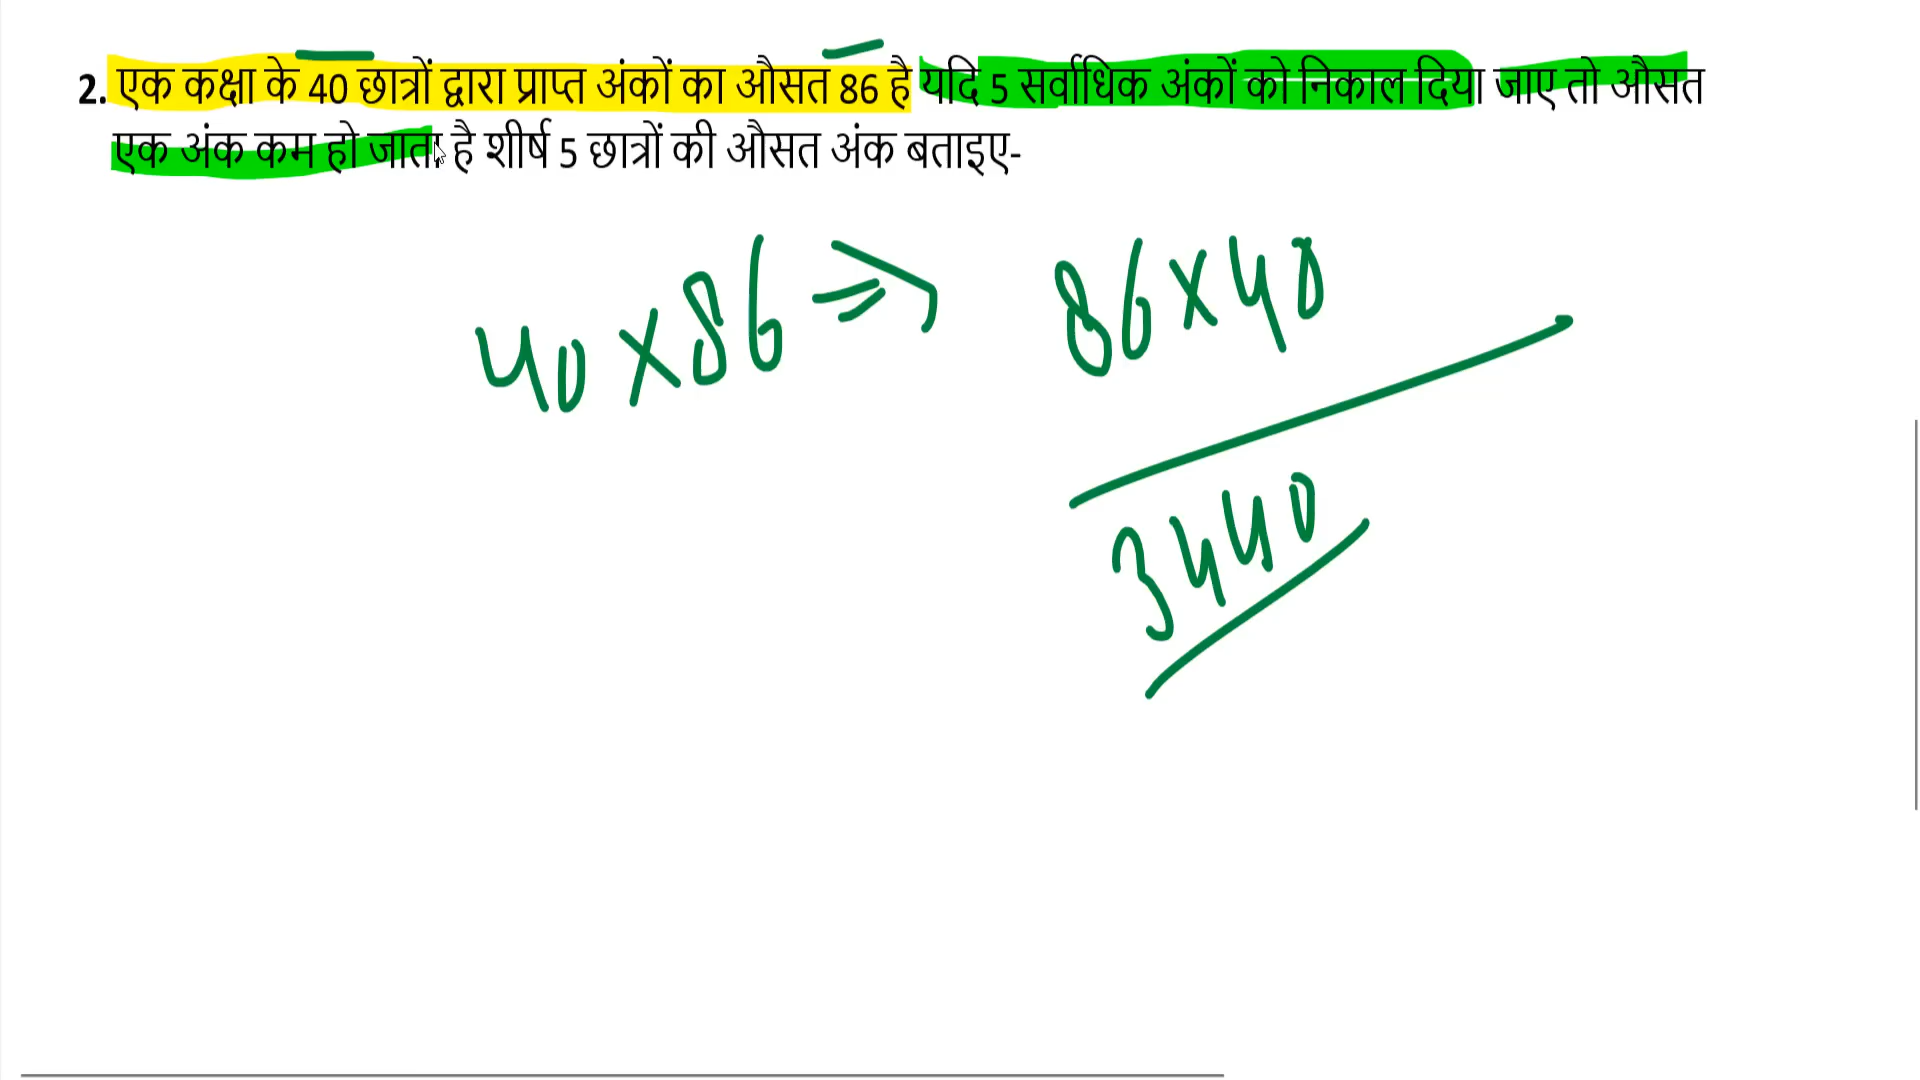 2. एक कक्षा के 40 छात्रों द्वारा प्राप्त अंकों का औसत 86 है यदि 5 सर्वाधिक अंकों को निकाल दिया जाए तो औसत
एक अंक कम हो जाता है शीर्ष 5 छात्रों की औसत अंक बताइए-
40 x 86 => 86 x 40
3440